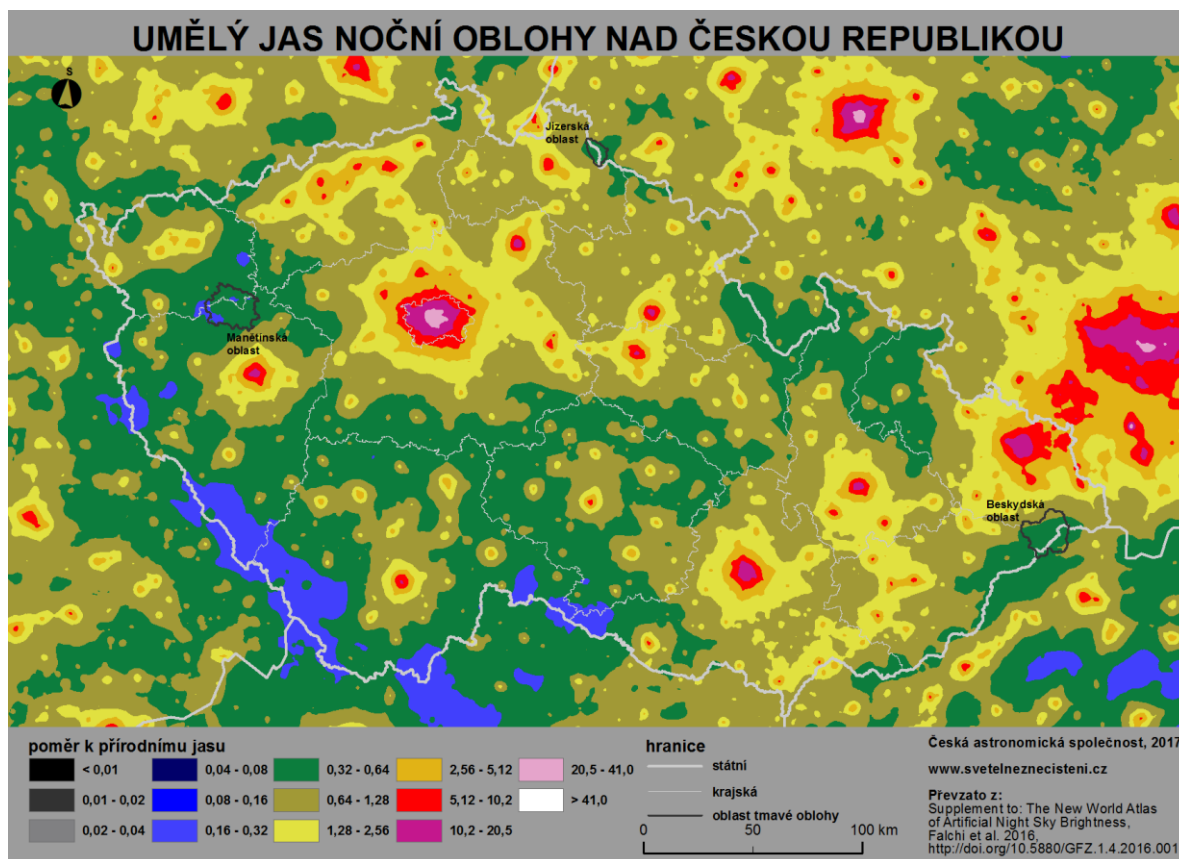 UMĚLÝ JAS NOČNÍ OBLOHY NAD ČESKOU REPUBLIKOU
S
Jizerská
oblast
Manětínská
oblast
Beskydská
oblast
poměr k přírodnímu jasu
< 0,01
0,01 - 0,02
0,02 - 0,04
0,04 - 0,08
0,08 - 0,16
0,16 - 0,32
0,32 - 0,64
0,64 - 1,28
1,28 - 2,56
2,56 - 5,12
5,12 - 10,2
10,2 - 20,5
20,5 - 41,0
> 41,0
hranice
státní
krajská
oblast tmavé oblohy
0 50 100 km
Česká astronomická společnost, 2017
www.svetelneznecisteni.cz
Převzato z:
Supplement to: The New World Atlas
of Artificial Night Sky Brightness,
Falchi et al. 2016,
http://doi.org/10.5880/GFZ.1.4.2016.001